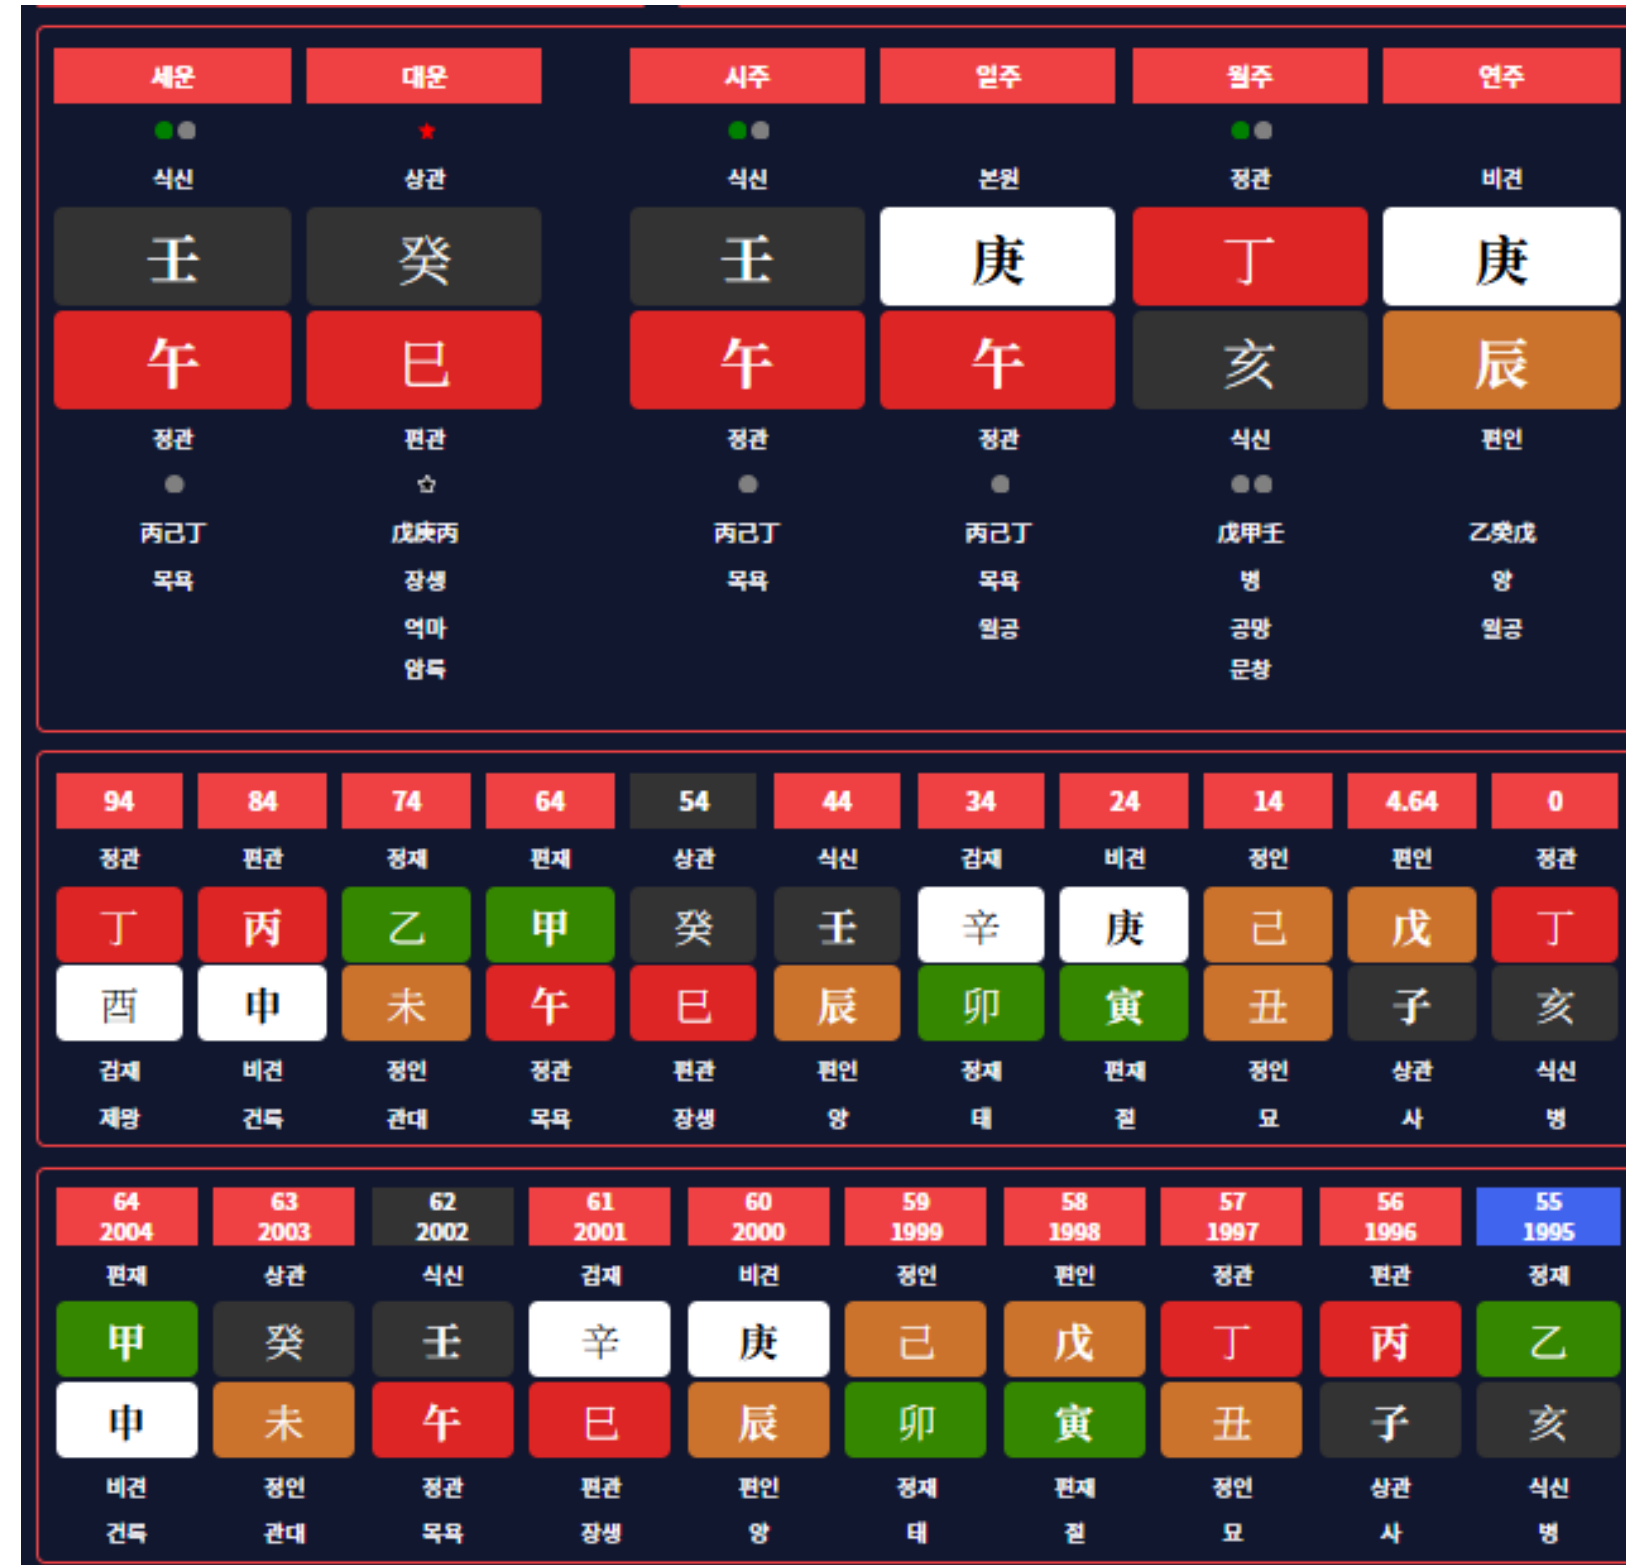 세운 대운 시주 일주 월주 연주
식신 상관 식신 본원 정관 비견
壬 癸 壬 庚 丁 庚
午 巳 午 午 亥 辰
정관 편관 정관 정관 식신 편인
丙己丁 戊庚丙 丙己丁 丙己丁 戊甲壬 乙癸戊
목욕 장생 목욕 목욕 병 양
역마 월공 공망 월공
암록 문창
94 84 74 64 54 44 34 24 14 4.64 0
정관 편관 정재 편재 상관 식신 겁재 비견 정인 편인 정관
丁 丙 乙 甲 癸 壬 辛 庚 己 戊 丁
酉 申 未 午 巳 辰 卯 寅 丑 子 亥
겁재 비견 정인 정관 편관 편인 정재 편재 정인 상관 식신
제왕 건록 관대 목욕 장생 양 태 절 묘 사 병
64 63 62 61 60 59 58 57 56 55
2004 2003 2002 2001 2000 1999 1998 1997 1996 1995
편재 상관 식신 겁재 비견 정인 편인 정관 편관 정재
甲 癸 壬 辛 庚 己 戊 丁 丙 乙
申 未 午 巳 辰 卯 寅 丑 子 亥
비견 정인 정관 편관 편인 정재 편재 정인 상관 식신
건록 관대 목욕 장생 양 태 절 묘 사 병